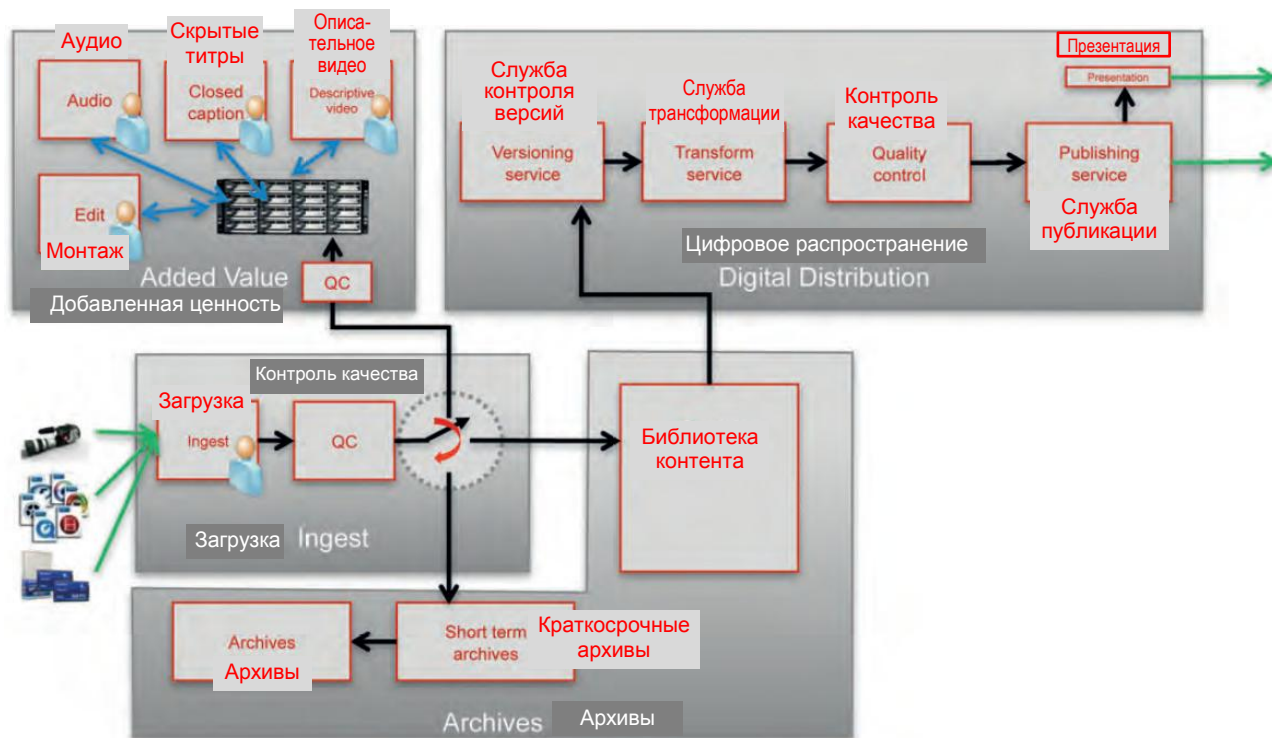 Аудио
Audio
Скрытые
титры
Closed
caption
Описа-
тельное
видео
Descriptive
video
Edit
Монтаж
QC
Added Value
Добавленная ценность
Служба
контроля
версий
Versioning
service
Служба
трансформации
Transform
service
Контроль
качества
Quality
control
Презентация
Presentation
Publishing
service
Служба
публикации
Цифровое распространение
Digital Distribution
Контроль качества
Загрузка
Ingest
QC
Загрузка
Ingest
Библиотека
контента
Archives
Архивы
Short term
archives
Краткосрочные
архивы
Archives
Архивы